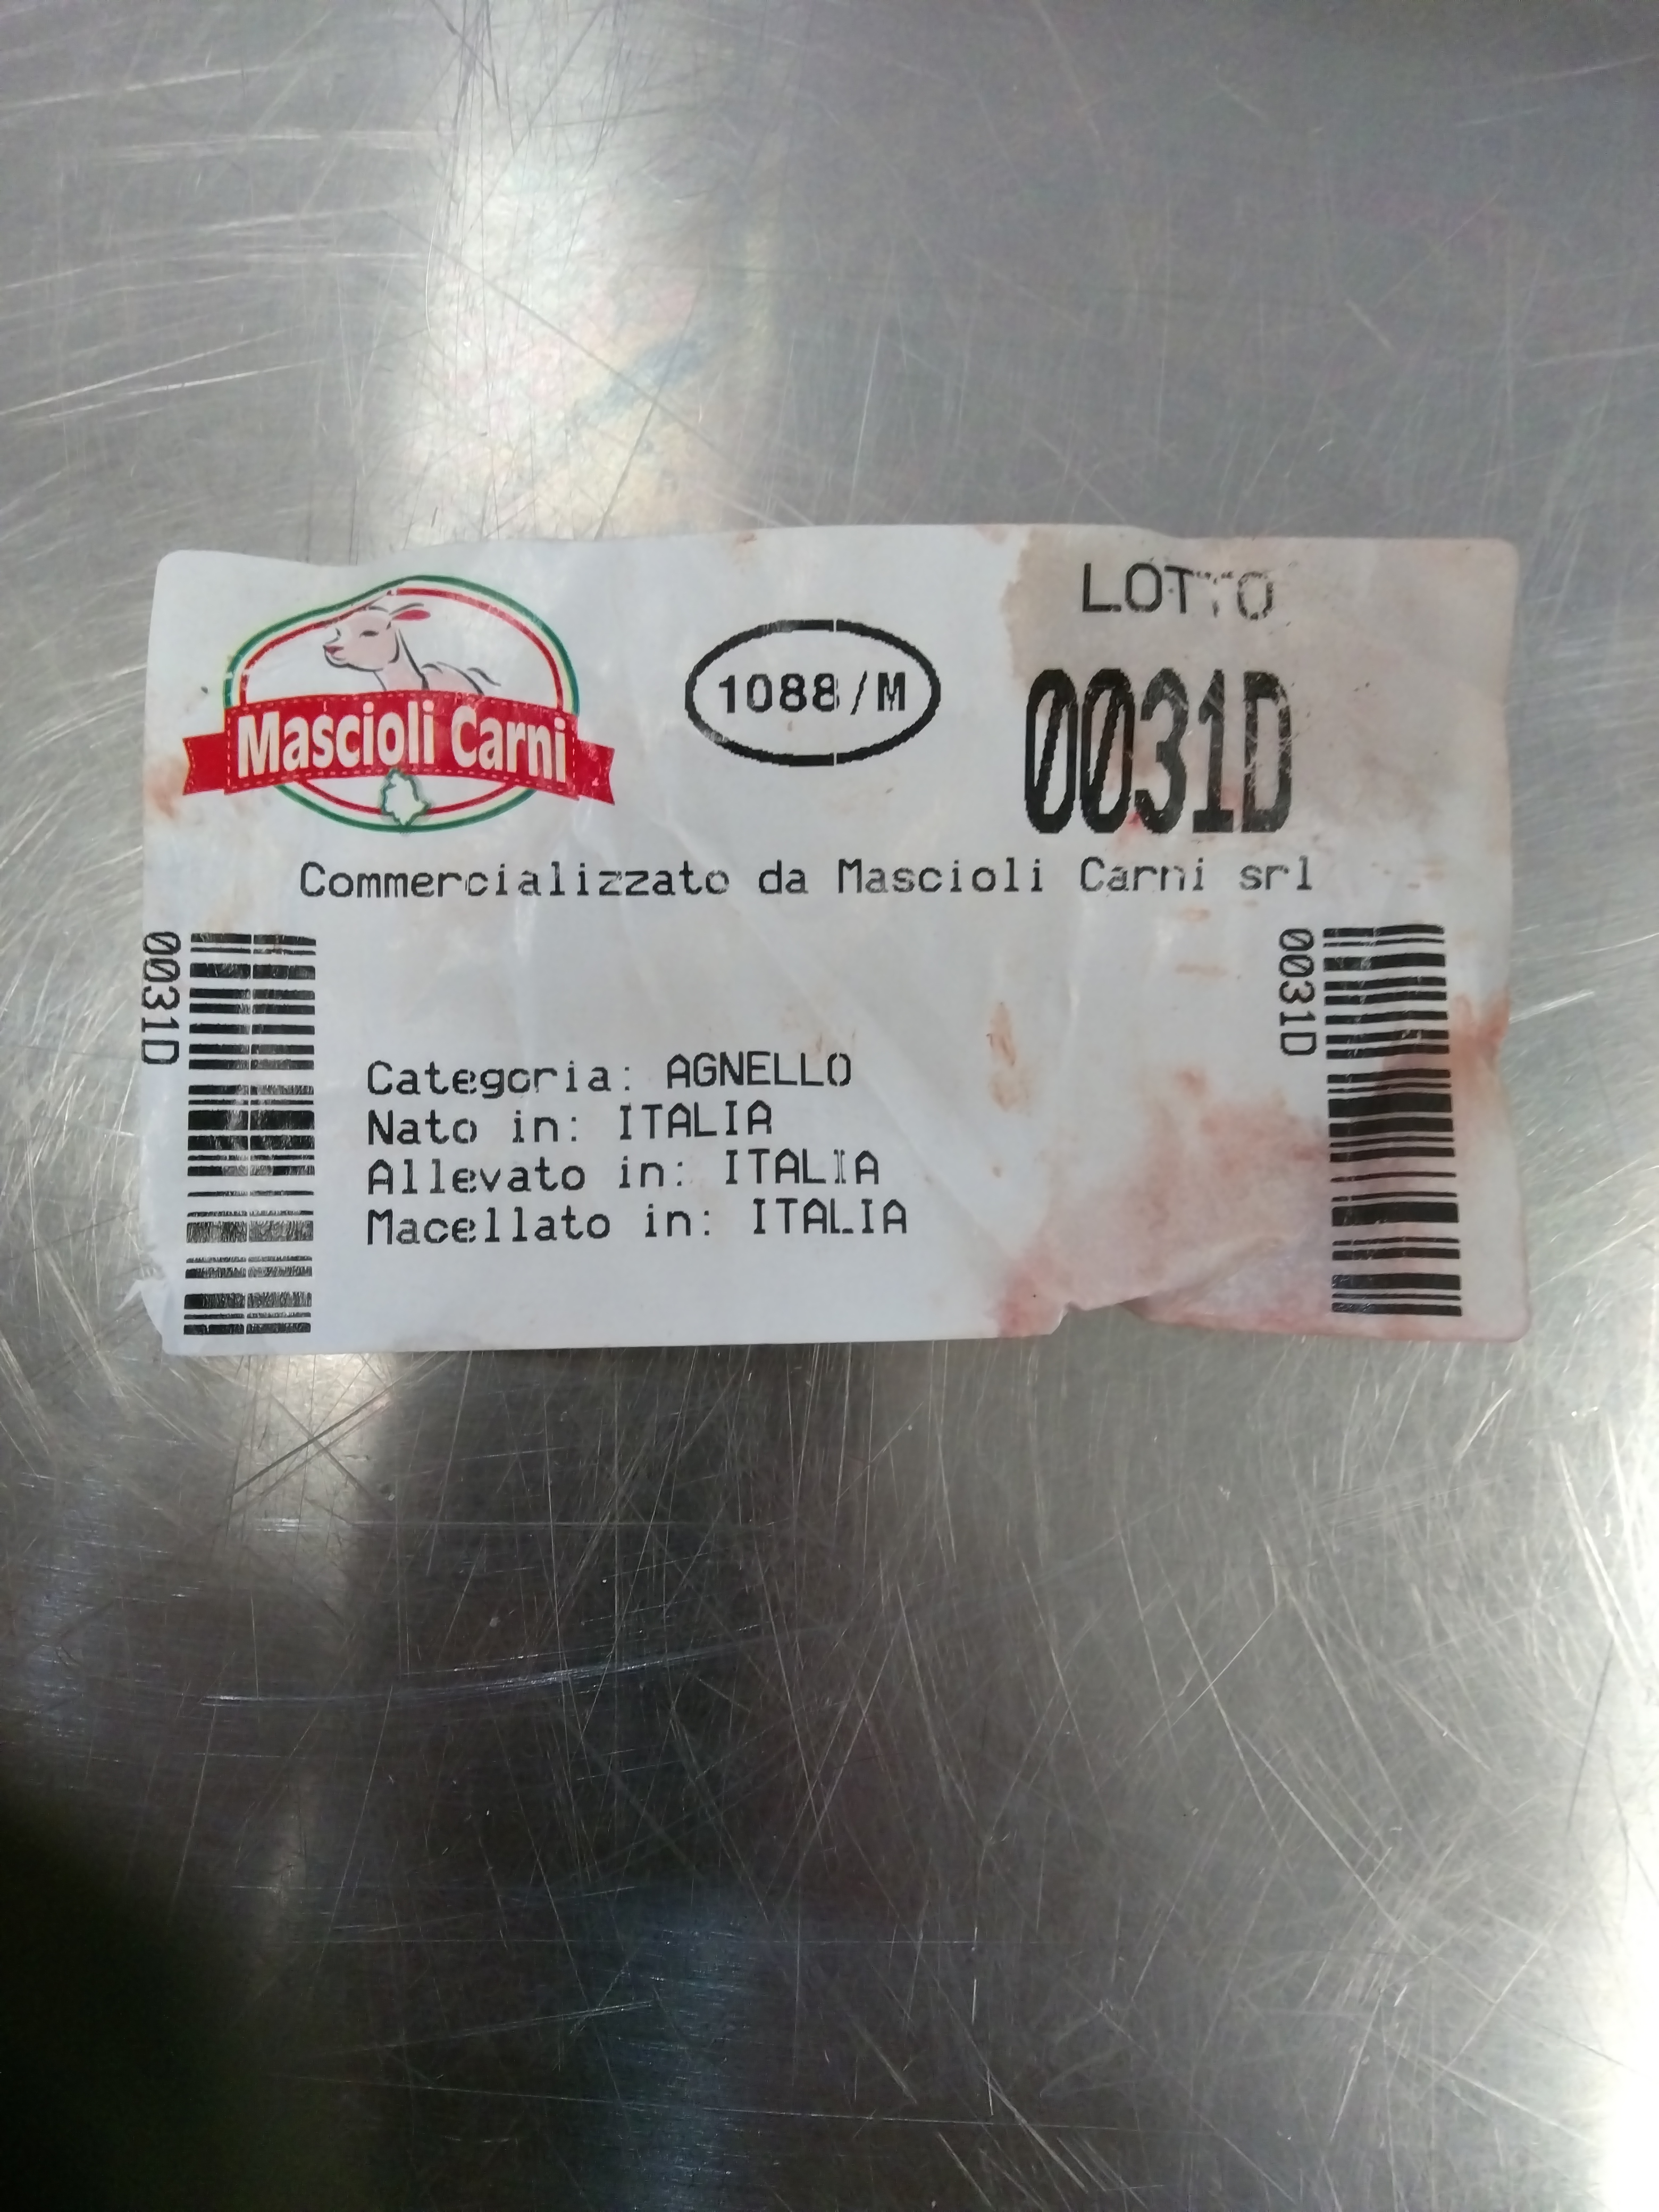 LOTTO
Mascioli Carni
1088/M
0031D
Commercializzato da Mascioli Carni srl
0031D
0031D
Categoria: AGNELLO
Nato in: ITALIA
Allevato in: ITALIA
Macellato in: ITALIA